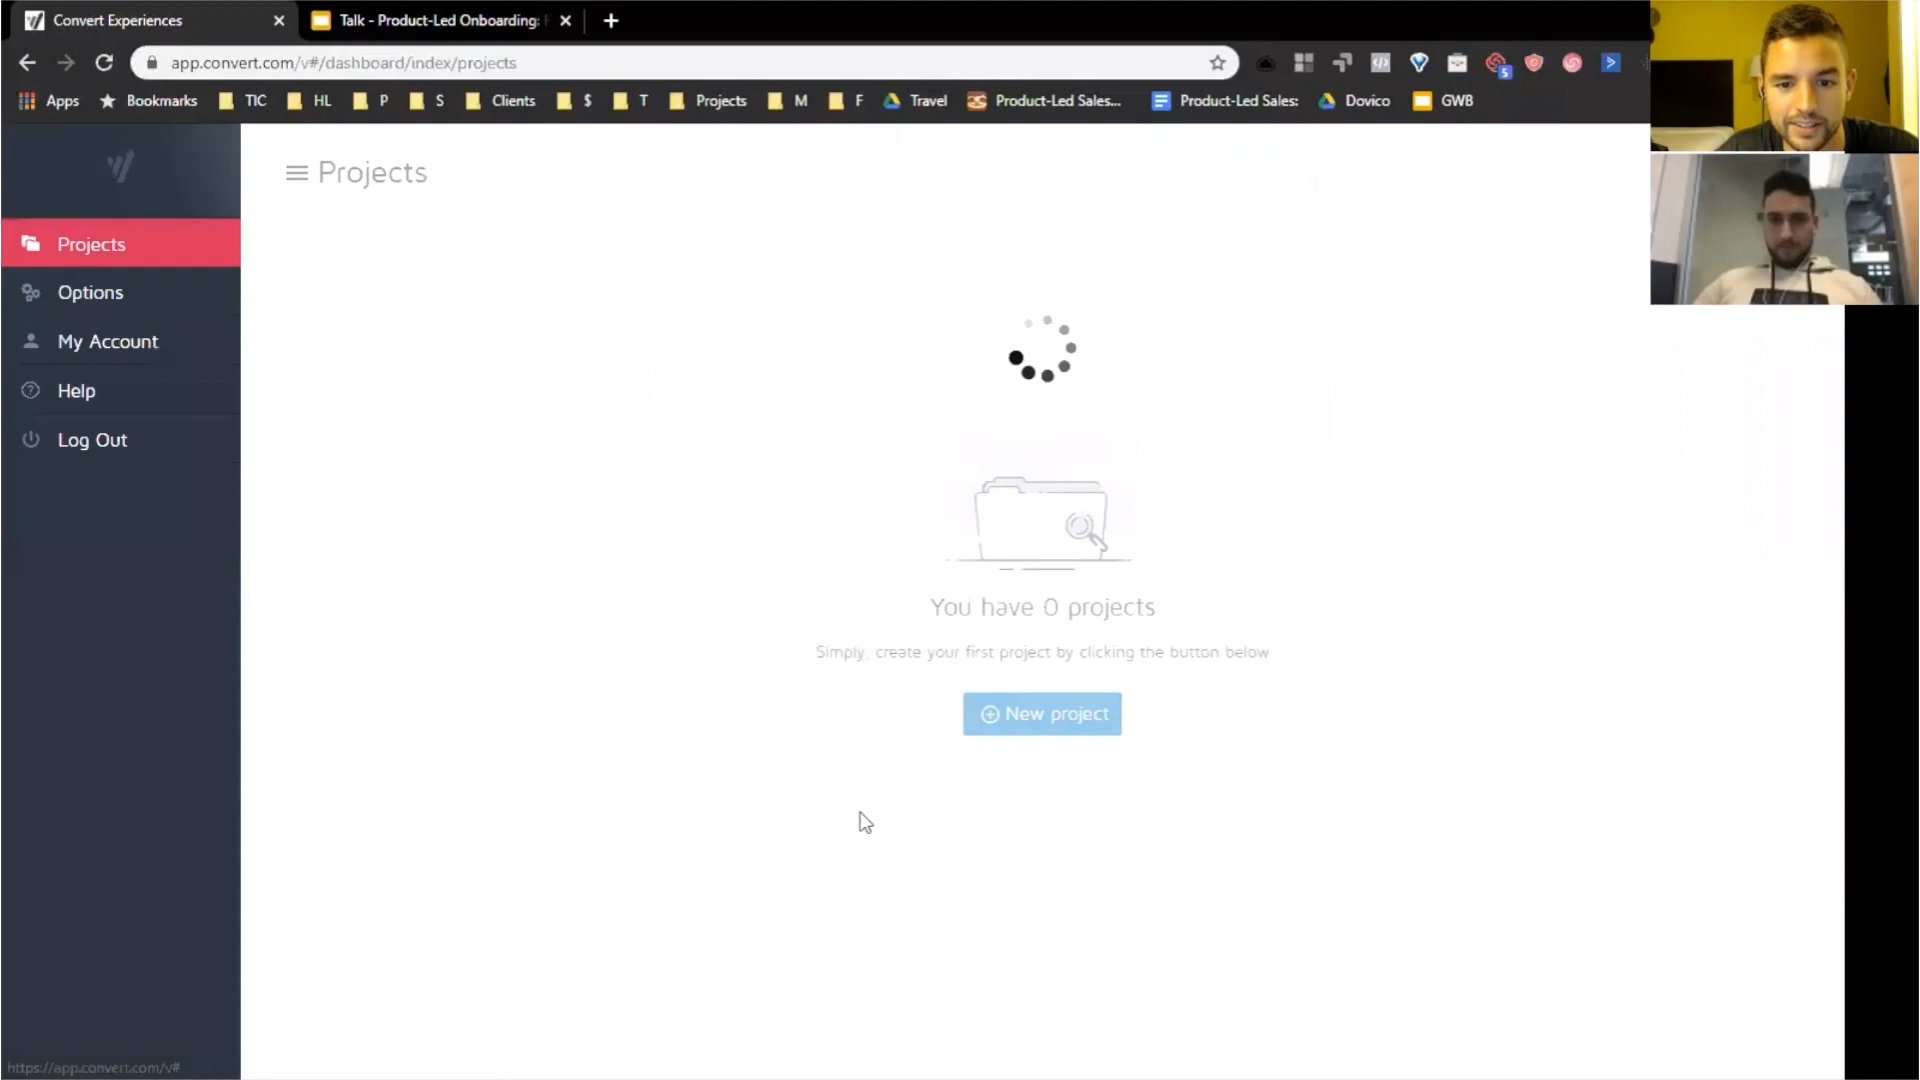 Convert Experiences
Talk - Product-Led Onboarding:
app.convert.com/v#/dashboard/index/projects
5
Apps
Bookmarks
TIC
HL
P
S
Clients
$
T
Projects
M
F
Travel
Product-Led Sales...
Product-Led Sales:
Dovico
GWB
Projects
Projects
Options
My Account
Help
Log Out
You have 0 projects
Simply, create your first project by clicking the button below
New project
https://app.convert.com/v#